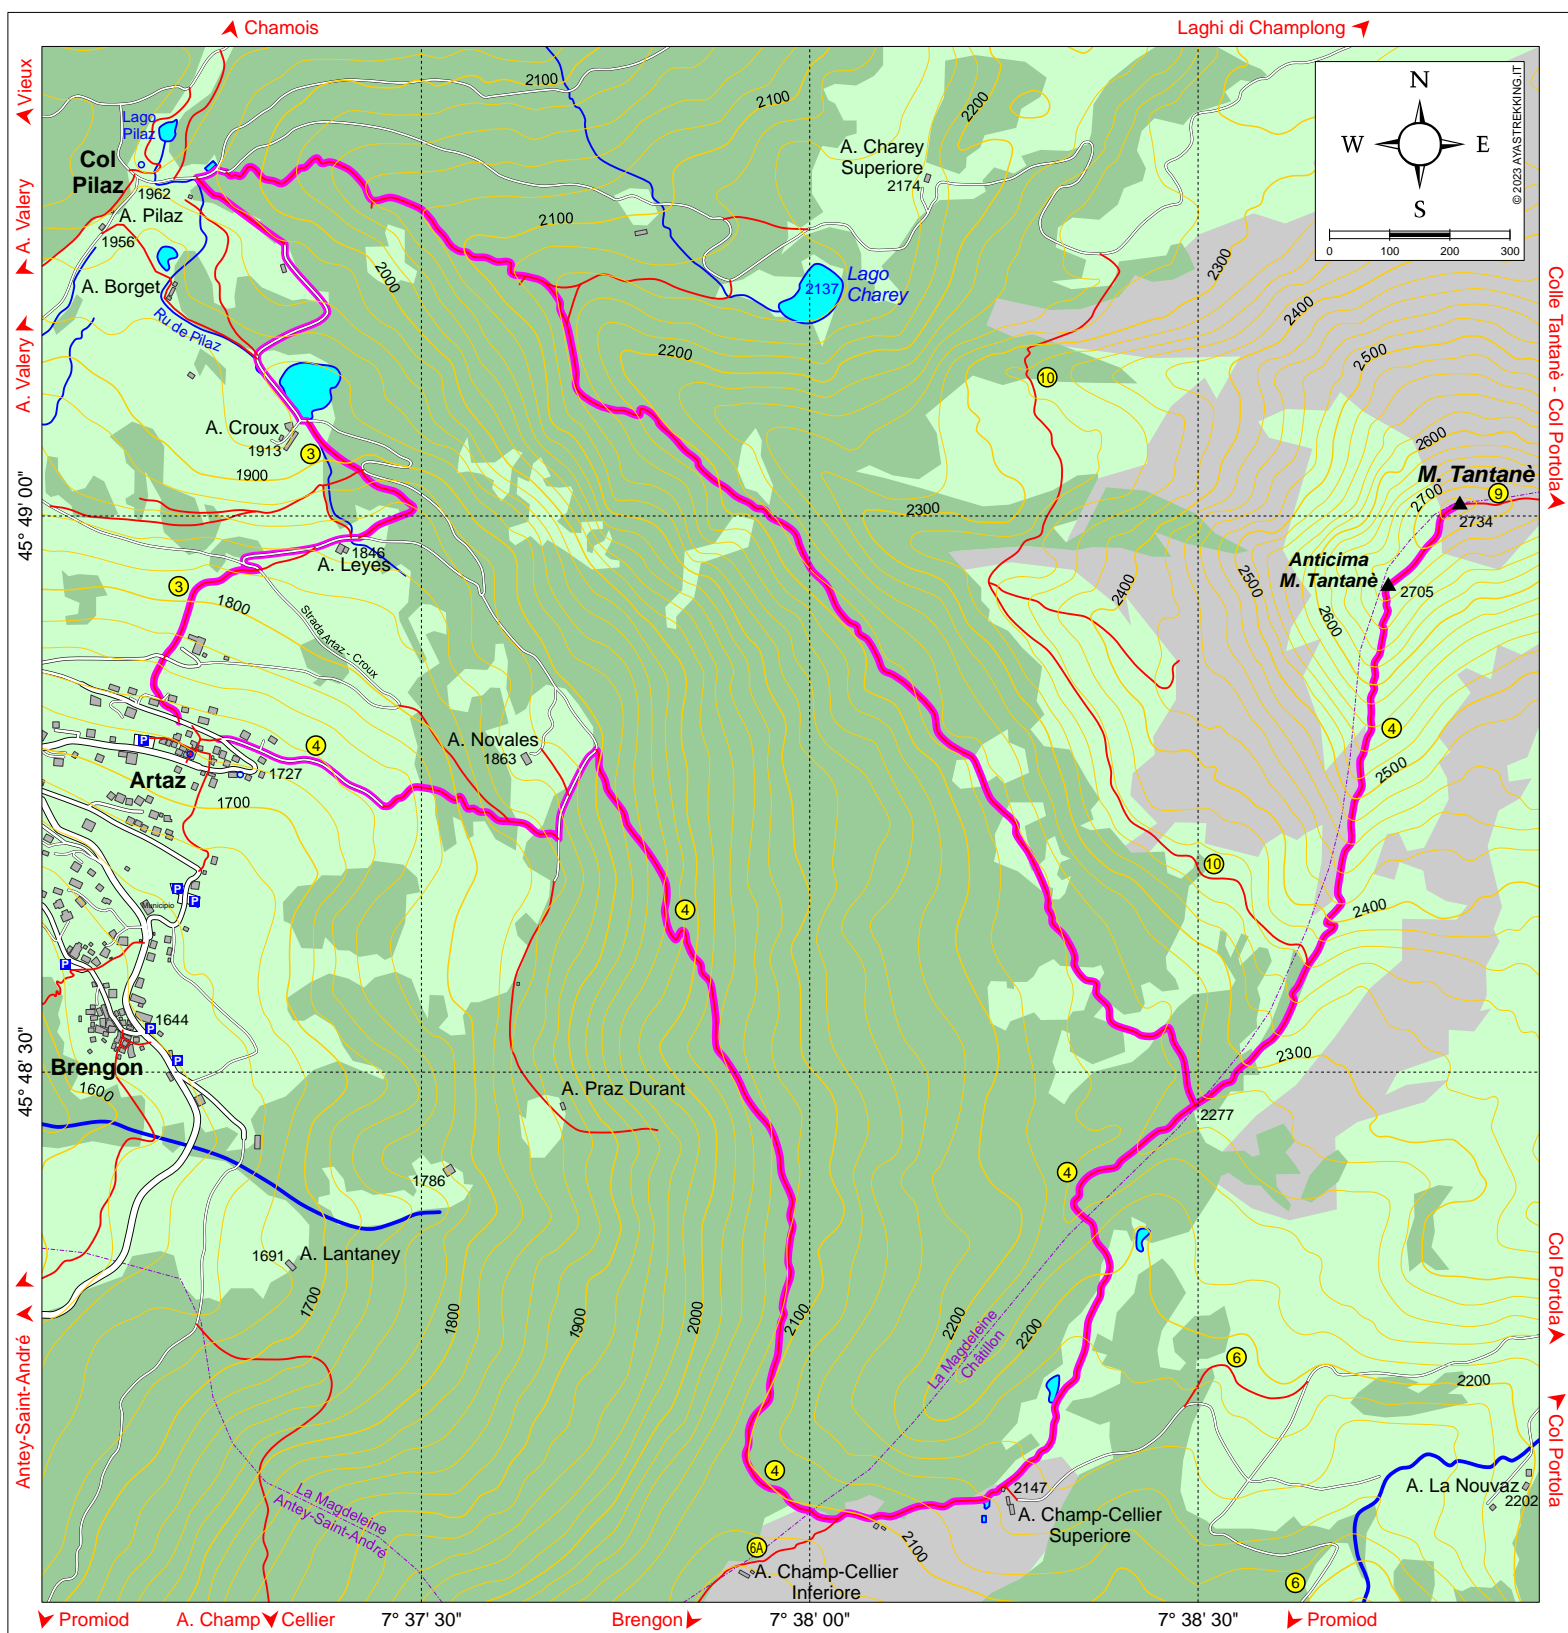 Chamois
Laghi di Champlong
Vieux
A. Valery
A. Valery
Antey-Saint-André
45° 49' 00"
45° 48' 30"
Colle Tantanè - Col Portola
Col Portola
Col Portola
N
W
E
S
0
100
200
300
© 2023 AYASTREKKING.IT
2100
2100
2200
Lago
Pilaz
Col
Pilaz
1962
A. Pilaz
1956
A. Borget
Ru de Pilaz
2000
2100
A. Charey
Superiore
2174
2137
Lago
Charey
2300
2400
2500
2200
10
A. Croux
1913
3
1900
2600
M. Tantanè
2700
9
2734
2300
1846
A. Leyes
Anticima
M. Tantanè
2705
2400
2500
2600
3
1800
Strada Artaz - Croux
4
A. Novales
1863
4
P
1727
Artaz
1700
2500
10
P
P
Municipio
4
2400
P
1644
P
P
Brengon
1600
2300
A. Praz Durant
2277
4
1786
1691
A. Lantaney
1700
1800
1900
2000
2100
2200
2200
La Magdeleine
Châtillon
6
2200
4
La Magdeleine
Antey-Saint-André
2147
A. Champ-Cellier
Superiore
2100
A. La Nouvaz
2202
6A
A. Champ-Cellier
Inferiore
6
Promiod
A. Champ Cellier
7° 37' 30"
Brengon
7° 38' 00"
7° 38' 30"
Promiod